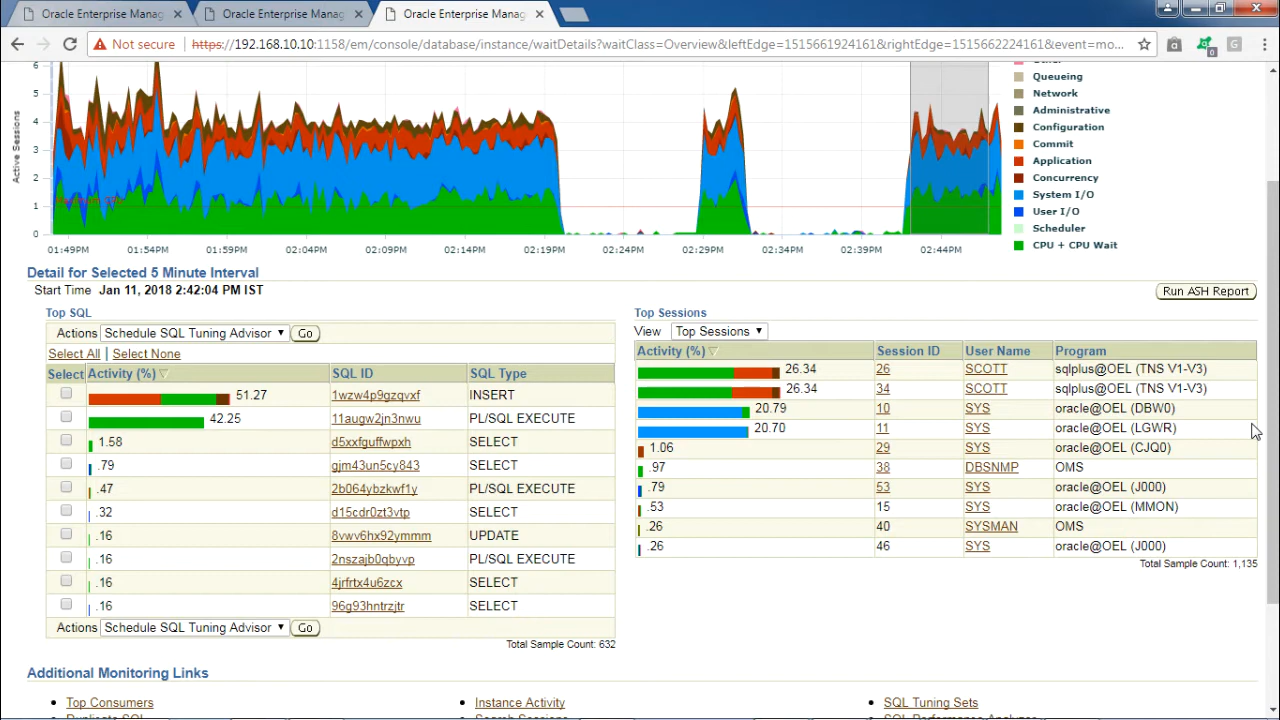 Oracle Enterprise Manag
Oracle Enterprise Manag
Oracle Enterprise Manag
Not secure
https://192.168.10.10:1158/em/console/database/instance/waitDetails?waitClass=Overview&leftEdge=1515661924161&rightEdge=1515662224161&event=mo...
Active Sessions
6
5
4
3
2
1
0
01:49PM 01:54PM 01:59PM 02:04PM 02:09PM 02:14PM 02:19PM 02:24PM 02:29PM 02:34PM 02:39PM 02:44PM
Queueing
Network
Administrative
Configuration
Commit
Application
Concurrency
System I/O
User I/O
Scheduler
CPU + CPU Wait
Detail for Selected 5 Minute Interval
Start Time Jan 11, 2018 2:42:04 PM IST
Run ASH Report
Top SQL
Actions Schedule SQL Tuning Advisor Go
Select All | Select None
Select Activity (%) SQL ID SQL Type
51.27 1wzw4p9gzqvxf INSERT
42.25 11augw2jn3nwu PL/SQL EXECUTE
1.58 d5xxfguffwpxh SELECT
.79 gjm43un5cy843 SELECT
.47 2b064ybzkwf1y PL/SQL EXECUTE
.32 d15cdr0zt3vtp SELECT
.16 8vwv6hx92ymmm UPDATE
.16 2nszajb0qbyvp PL/SQL EXECUTE
.16 4jrfrtx4u6zcx SELECT
.16 96g93hntrzjtr SELECT
Actions Schedule SQL Tuning Advisor Go
Total Sample Count: 632
Top Sessions
View Top Sessions
Activity (%) Session ID User Name Program
26.34 26 SCOTT sqlplus@OEL (TNS V1-V3)
26.34 34 SCOTT sqlplus@OEL (TNS V1-V3)
20.79 10 SYS oracle@OEL (DBW0)
20.70 11 SYS oracle@OEL (LGWR)
1.06 29 SYS oracle@OEL (CJQ0)
.97 38 DBSNMP OMS
.79 53 SYS oracle@OEL (J000)
.53 15 SYS oracle@OEL (MMON)
.26 40 SYSMAN OMS
.26 46 SYS oracle@OEL (J000)
Total Sample Count: 1,135
Additional Monitoring Links
Top Consumers
Instance Activity
SQL Tuning Sets